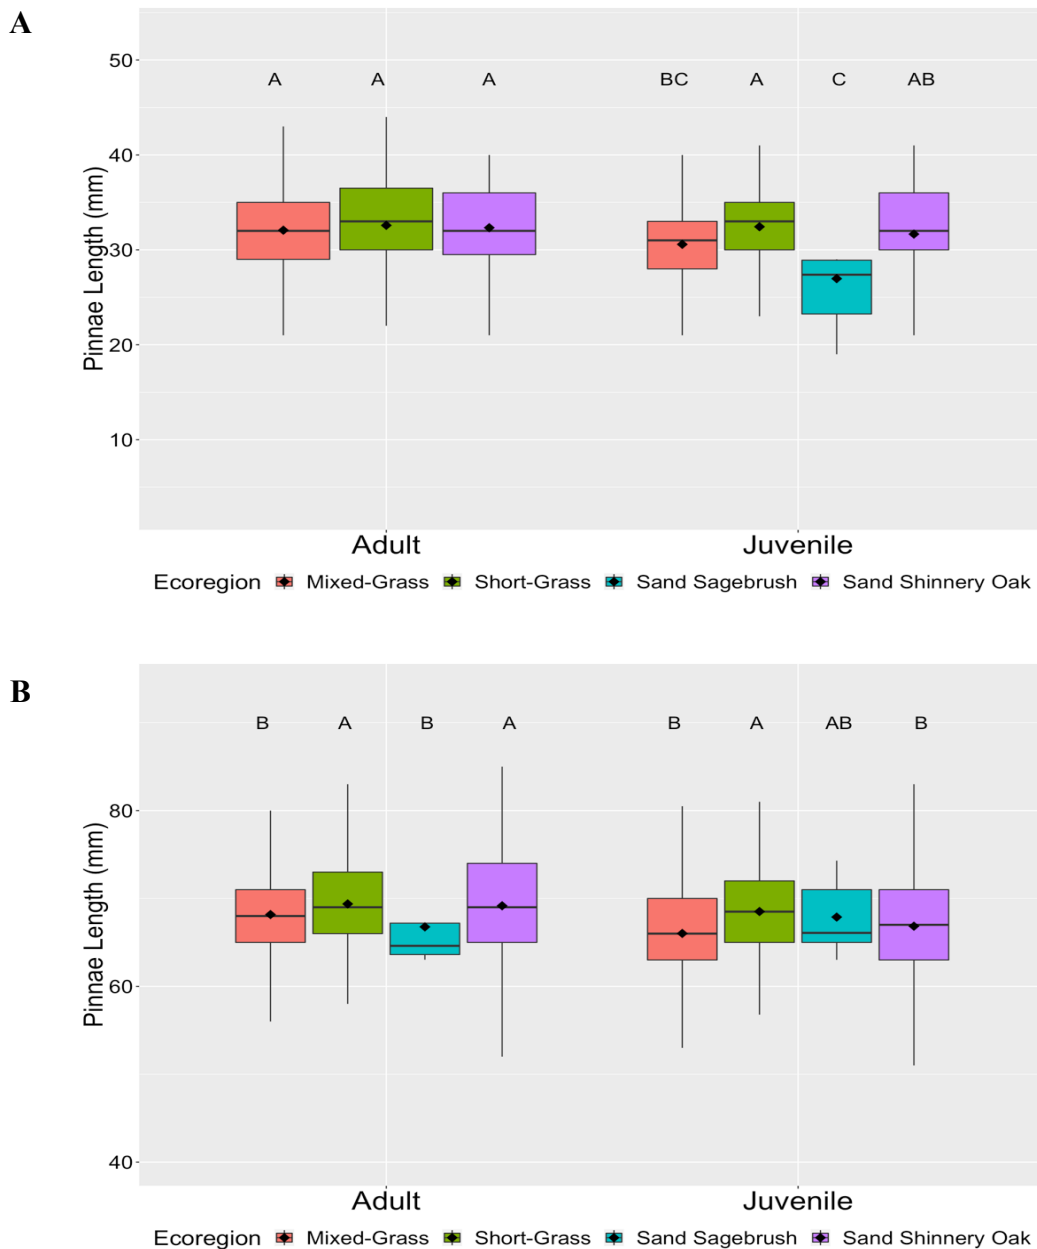 A
50
A A A BC A C AB
40
30
20
10
Pinnae Length (mm)
Adult Juvenile
Ecoregion Mixed-Grass Short-Grass Sand Sagebrush Sand Shinnery Oak
B
B A B A B A AB B
80
60
40
Pinnae Length (mm)
Adult Juvenile
Ecoregion Mixed-Grass Short-Grass Sand Sagebrush Sand Shinnery Oak